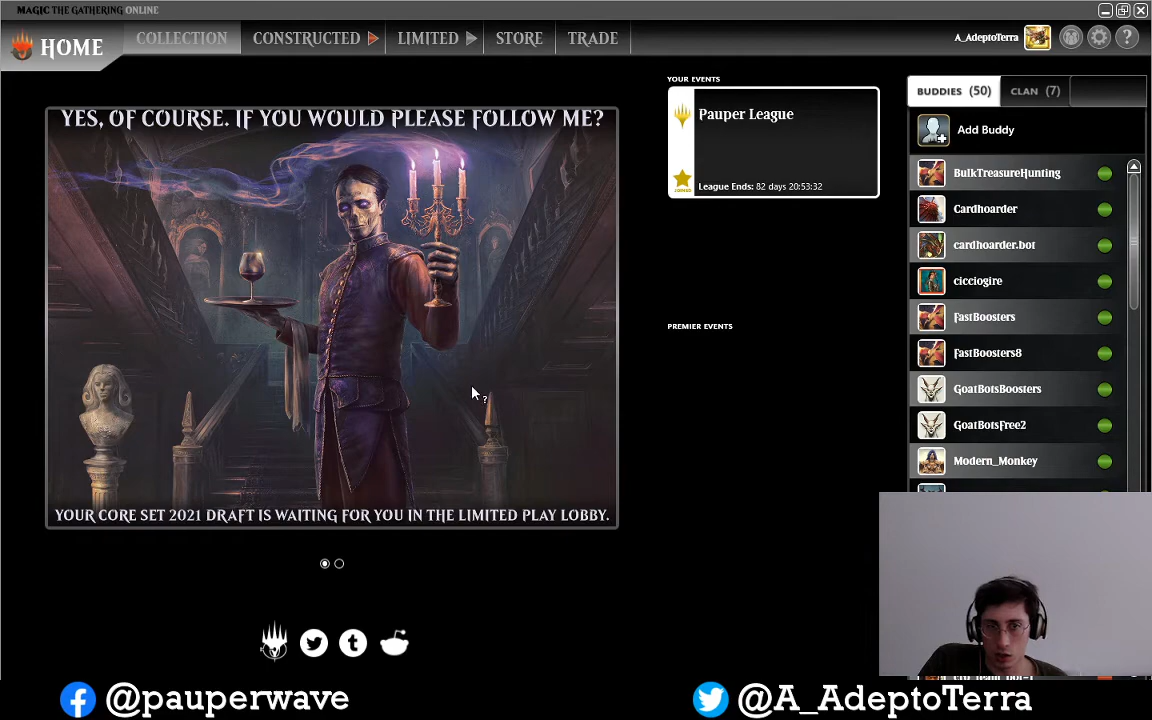 MAGIC THE GATHERING ONLINE
HOME
COLLECTION
CONSTRUCTED
LIMITED
STORE
TRADE
A_AdeptoTerra
?
YES, OF COURSE. IF YOU WOULD PLEASE FOLLOW ME?
YOUR CORE SET 2021 DRAFT IS WAITING FOR YOU IN THE LIMITED PLAY LOBBY.
YOUR EVENTS
Pauper League
JOINED
League Ends: 82 days 20:53:32
PREMIER EVENTS
BUDDIES (50)
CLAN (7)
Add Buddy
BulkTreasureHunting
Cardhoarder
cardhoarder.bot
cicciogire
FastBoosters
FastBoosters8
GoatBotsBoosters
GoatBotsFree2
Modern_Monkey
@pauperwave
@A_AdeptoTerra